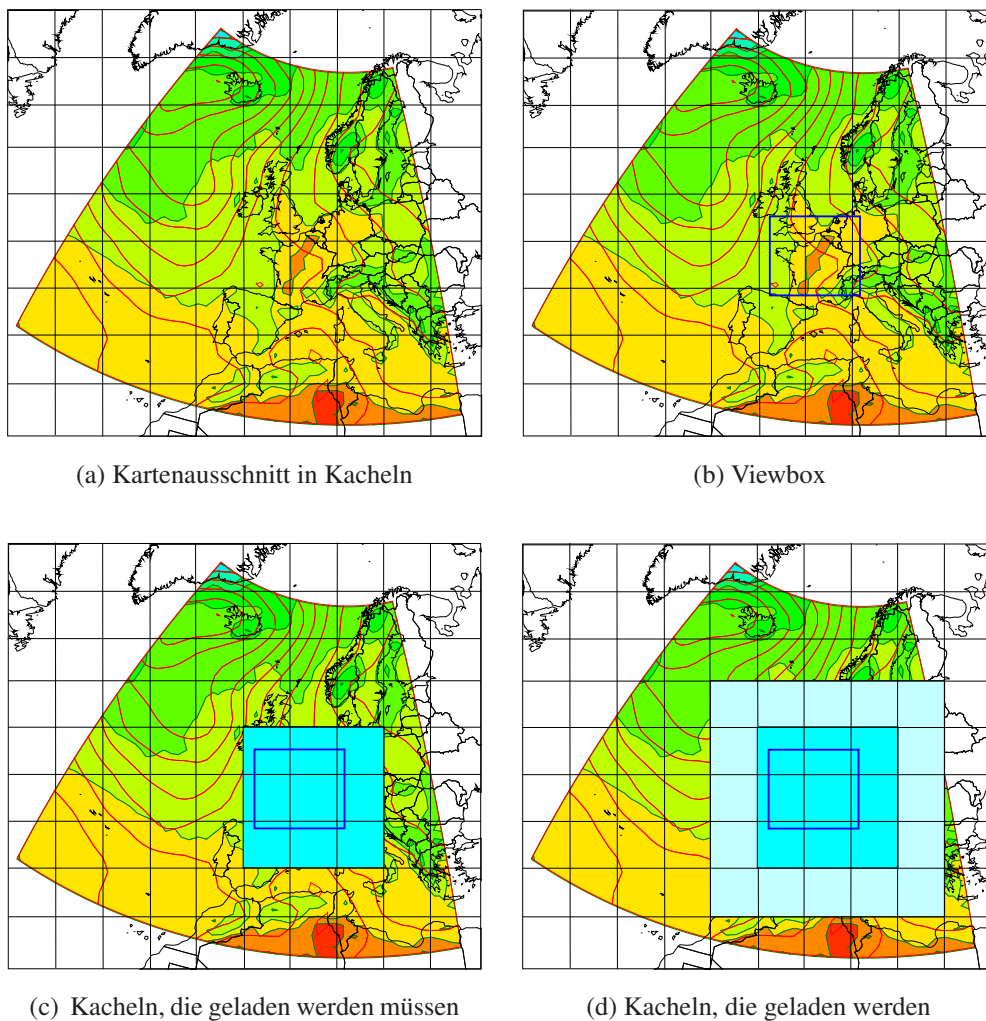 (a) Kartenausschnitt in Kacheln
(b) Viewbox
(c) Kacheln, die geladen werden müssen
(d) Kacheln, die geladen werden